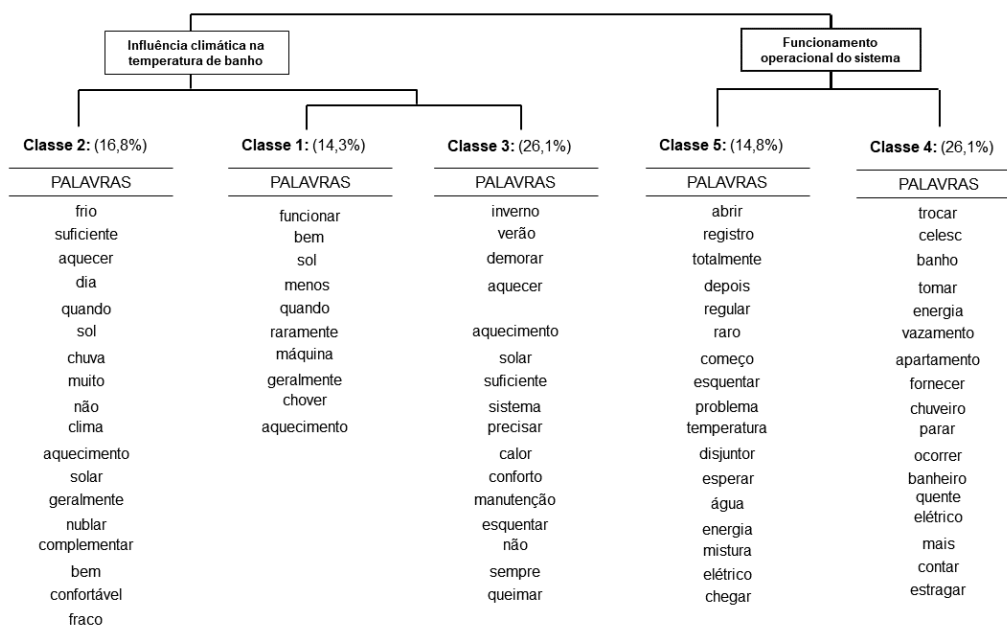 Influência climática na
temperatura de banho
Funcionamento
operacional do sistema
Classe 2: (16,8%)
PALAVRAS
frio
suficiente
aquecer
dia
quando
sol
chuva
muito
não
clima
aquecimento
solar
geralmente
nublar
complementar
bem
confortável
fraco
Classe 1: (14,3%)
PALAVRAS
funcionar
bem
sol
menos
quando
raramente
máquina
geralmente
chover
aquecimento
Classe 3: (26,1%)
PALAVRAS
inverno
verão
demorar
aquecer
aquecimento
solar
suficiente
sistema
precisar
calor
conforto
manutenção
esquentar
não
sempre
queimar
Classe 5: (14,8%)
PALAVRAS
abrir
registro
totalmente
depois
regular
raro
começo
esquentar
problema
temperatura
disjuntor
esperar
água
energia
mistura
elétrico
chegar
Classe 4: (26,1%)
PALAVRAS
trocar
celesc
banho
tomar
energia
vazamento
apartamento
fornecer
chuveiro
parar
ocorrer
banheiro
quente
elétrico
mais
contar
estragar